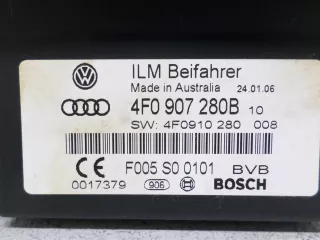 ILM Beifahrer
Made in Australia 24.01.06
4F0 907 280B 10
SW: 4F0910 280 008
CE F005 S0 0101 BVB
0017379 906 BOSCH